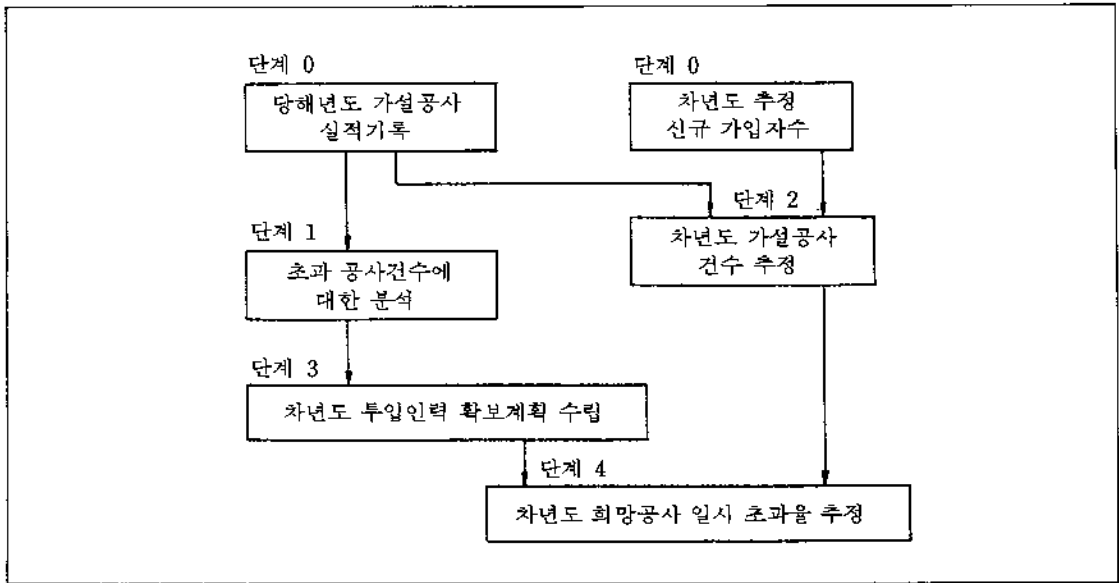 단계 0
당해년도 가설공사
실적기록
단계 0
차년도 추정
신규 가입자수
단계 1
초과 공사건수에
대한 분석
단계 2
차년도 가설공사
건수 추정
단계 3
차년도 투입인력 확보계획 수립
단계 4
차년도 희망공사 일시 초과율 추정